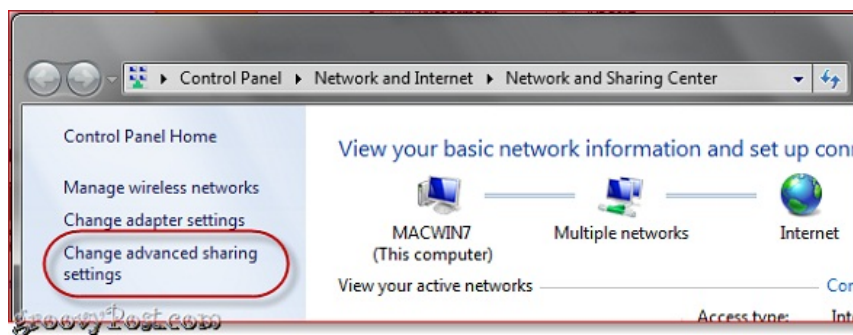 Control Panel Network and Internet Network and Sharing Center
Control Panel Home
Manage wireless networks
Change adapter settings
Change advanced sharing
settings
View your basic network information and set up conn
MACWIN7
(This computer)
Multiple networks
Internet
View your active networks
Con
Access type: Int
groovyPost.com